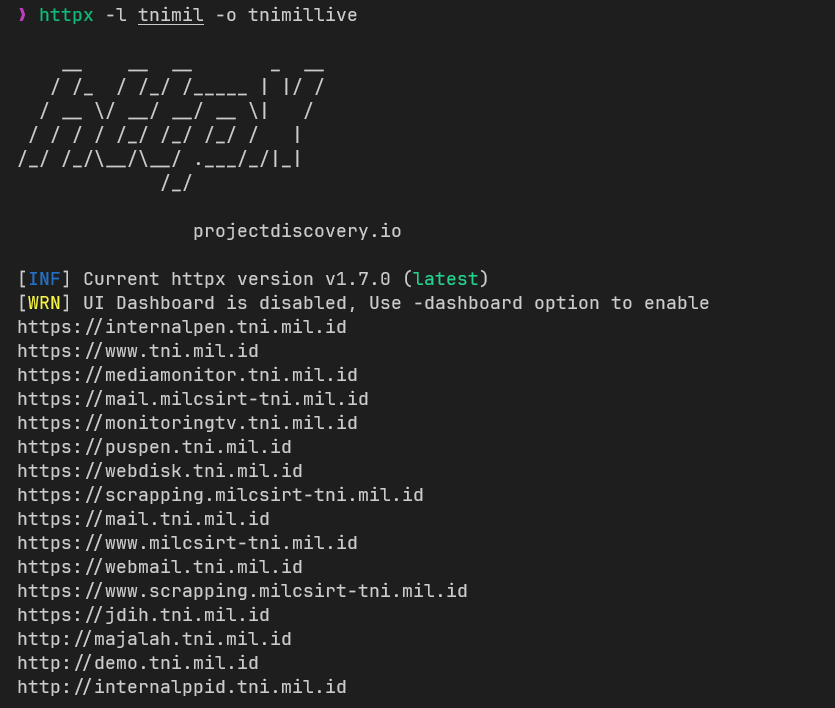 ❯ httpx -l tnimil -o tnimillive
    __    __  __       _  __
   / /_  / /_/ /_____ | |/ /
  / __ \/ __/ __/ __ \|   /
 / / / / /_/ /_/ /_/ /   |
/_/ /_/\__/\__/ .___/_/|_|
             /_/
projectdiscovery.io
[INF] Current httpx version v1.7.0 (latest)
[WRN] UI Dashboard is disabled, Use -dashboard option to enable
https://internalpen.tni.mil.id
https://www.tni.mil.id
https://mediamonitor.tni.mil.id
https://mail.milcsirt-tni.mil.id
https://monitoringtv.tni.mil.id
https://puspen.tni.mil.id
https://webdisk.tni.mil.id
https://scrapping.milcsirt-tni.mil.id
https://mail.tni.mil.id
https://www.milcsirt-tni.mil.id
https://webmail.tni.mil.id
https://www.scrapping.milcsirt-tni.mil.id
https://jdih.tni.mil.id
http://majalah.tni.mil.id
http://demo.tni.mil.id
http://internalppid.tni.mil.id